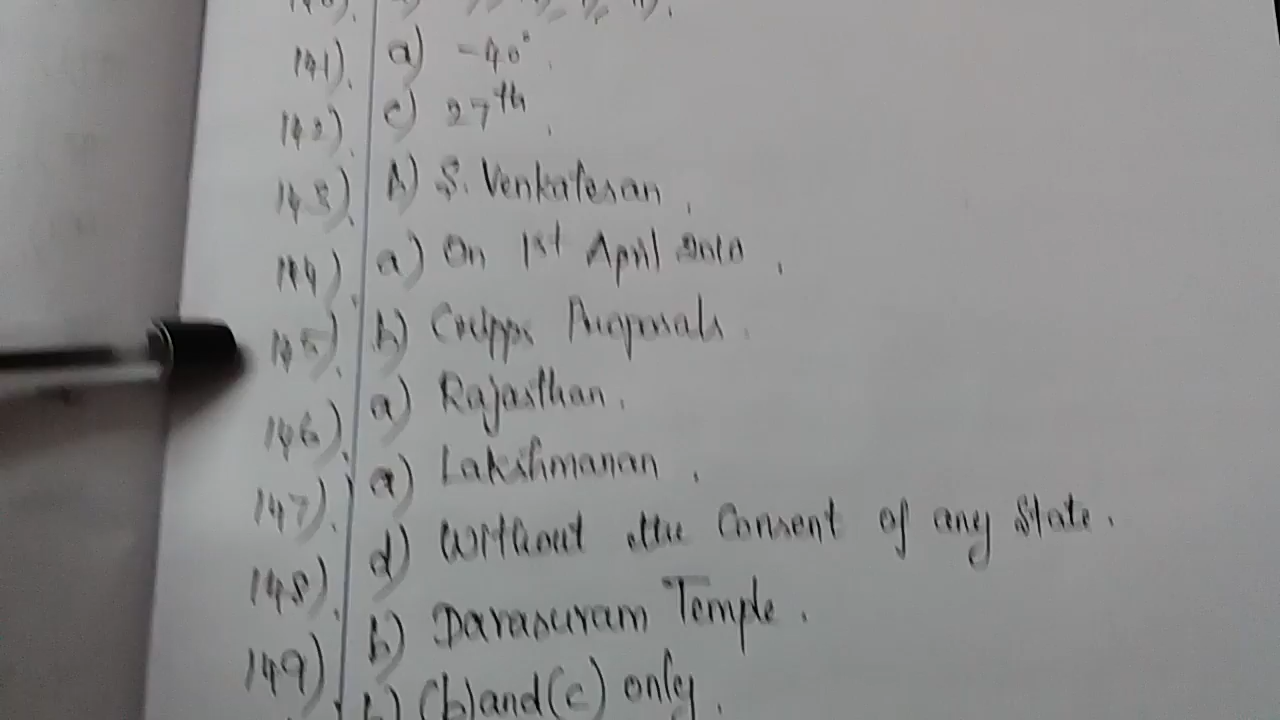 141). a) -40°.
142). c) 27th.
143). b) S. Venkatesan.
144). a) On 1st April 2010.
145). b) Cripps Proposals.
146). a) Rajasthan.
147). a) Lakshmanan.
148). d) Without the Consent of any State.
149). b) Darasuram Temple.
b) (b) and (c) only.